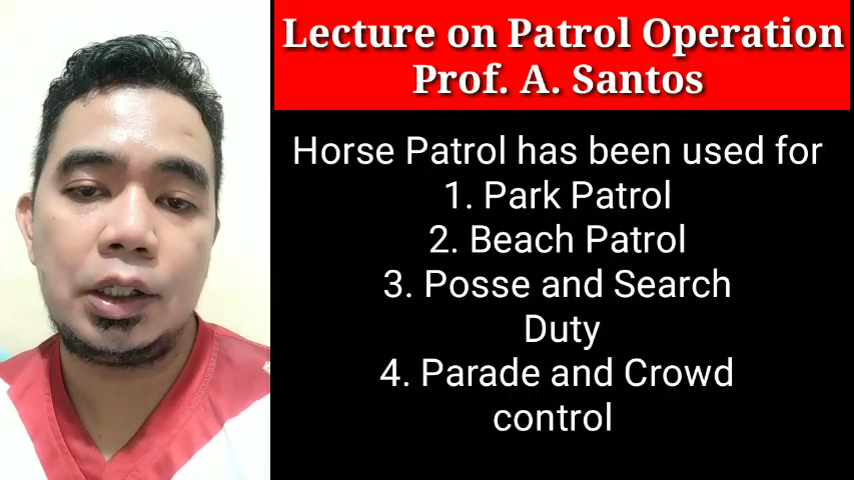 Lecture on Patrol Operation
Prof. A. Santos
Horse Patrol has been used for
1. Park Patrol
2. Beach Patrol
3. Posse and Search
Duty
4. Parade and Crowd
control